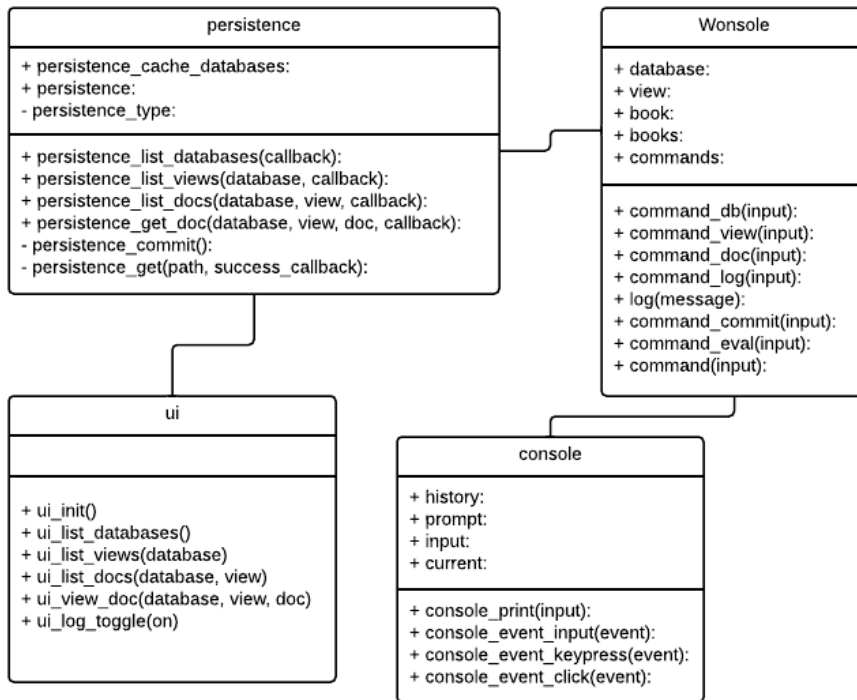 persistence
+ persistence_cache_databases:
+ persistence:
- persistence_type:
+ persistence_list_databases(callback):
+ persistence_list_views(database, callback):
+ persistence_list_docs(database, view, callback):
+ persistence_get_doc(database, view, doc, callback):
- persistence_commit():
- persistence_get(path, success_callback):
Wonsole
+ database:
+ view:
+ book:
+ books:
+ commands:
+ command_db(input):
+ command_view(input):
+ command_doc(input):
+ command_log(input):
+ log(message):
+ command_commit(input):
+ command_eval(input):
+ command(input):
ui
+ ui_init()
+ ui_list_databases()
+ ui_list_views(database)
+ ui_list_docs(database, view)
+ ui_view_doc(database, view, doc)
+ ui_log_toggle(on)
console
+ history:
+ prompt:
+ input:
+ current:
+ console_print(input):
+ console_event_input(event):
+ console_event_keypress(event):
+ console_event_click(event):